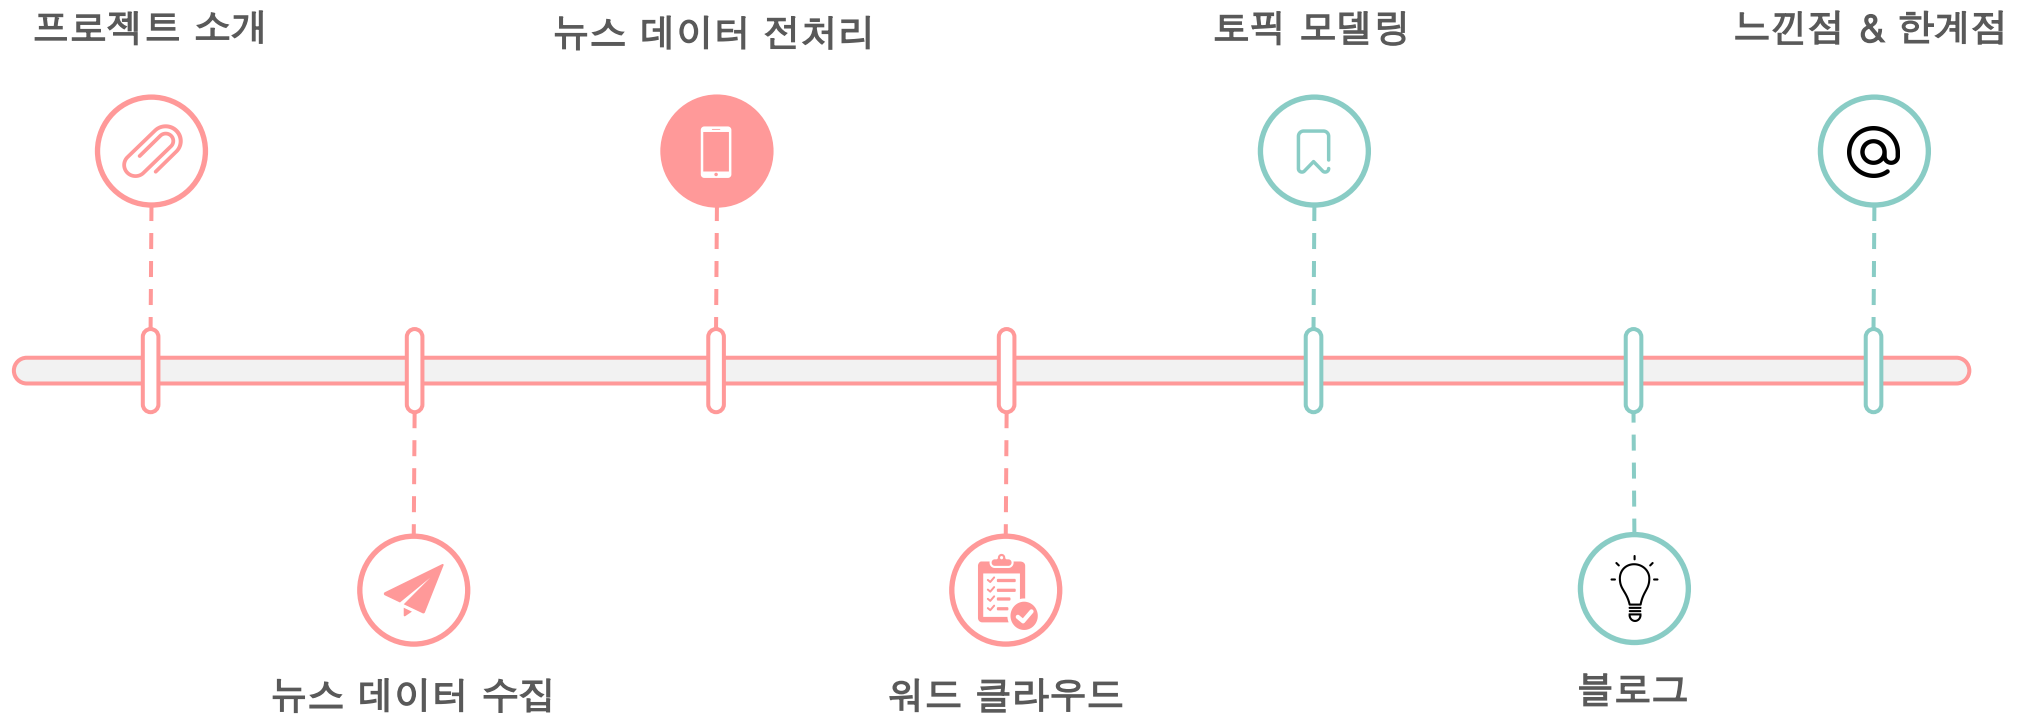 프로젝트 소개
뉴스 데이터 전처리
토픽 모델링
느낀점 & 한계점
뉴스 데이터 수집
워드 클라우드
블로그